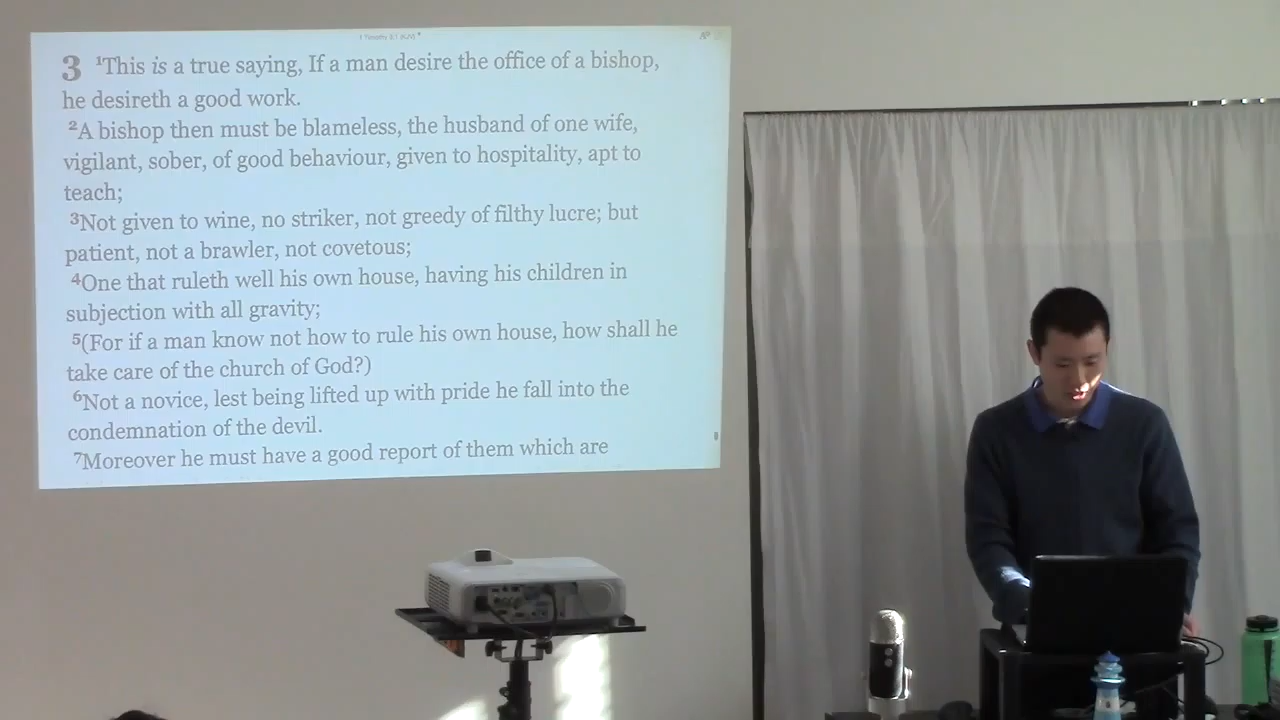 1 Timothy 3:1 (KJV)
3 ¹This is a true saying, If a man desire the office of a bishop,
he desireth a good work.
²A bishop then must be blameless, the husband of one wife,
vigilant, sober, of good behaviour, given to hospitality, apt to
teach;
³Not given to wine, no striker, not greedy of filthy lucre; but
patient, not a brawler, not covetous;
⁴One that ruleth well his own house, having his children in
subjection with all gravity;
⁵(For if a man know not how to rule his own house, how shall he
take care of the church of God?)
⁶Not a novice, lest being lifted up with pride he fall into the
condemnation of the devil.
⁷Moreover he must have a good report of them which are